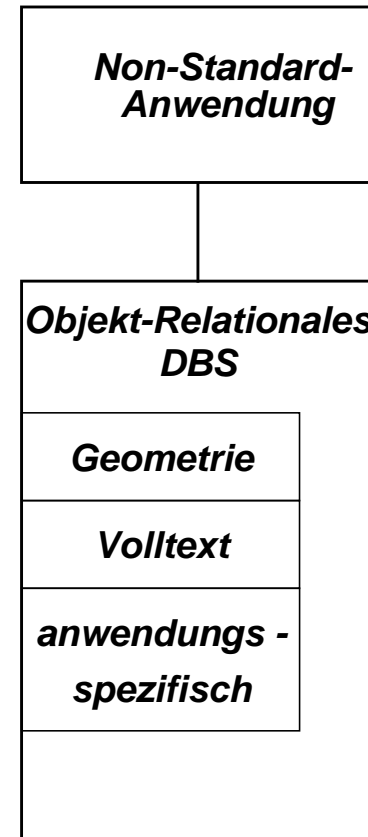 Non-Standard-
Anwendung
Objekt-Relationales
DBS
Geometrie
Volltext
anwendungs -
spezifisch